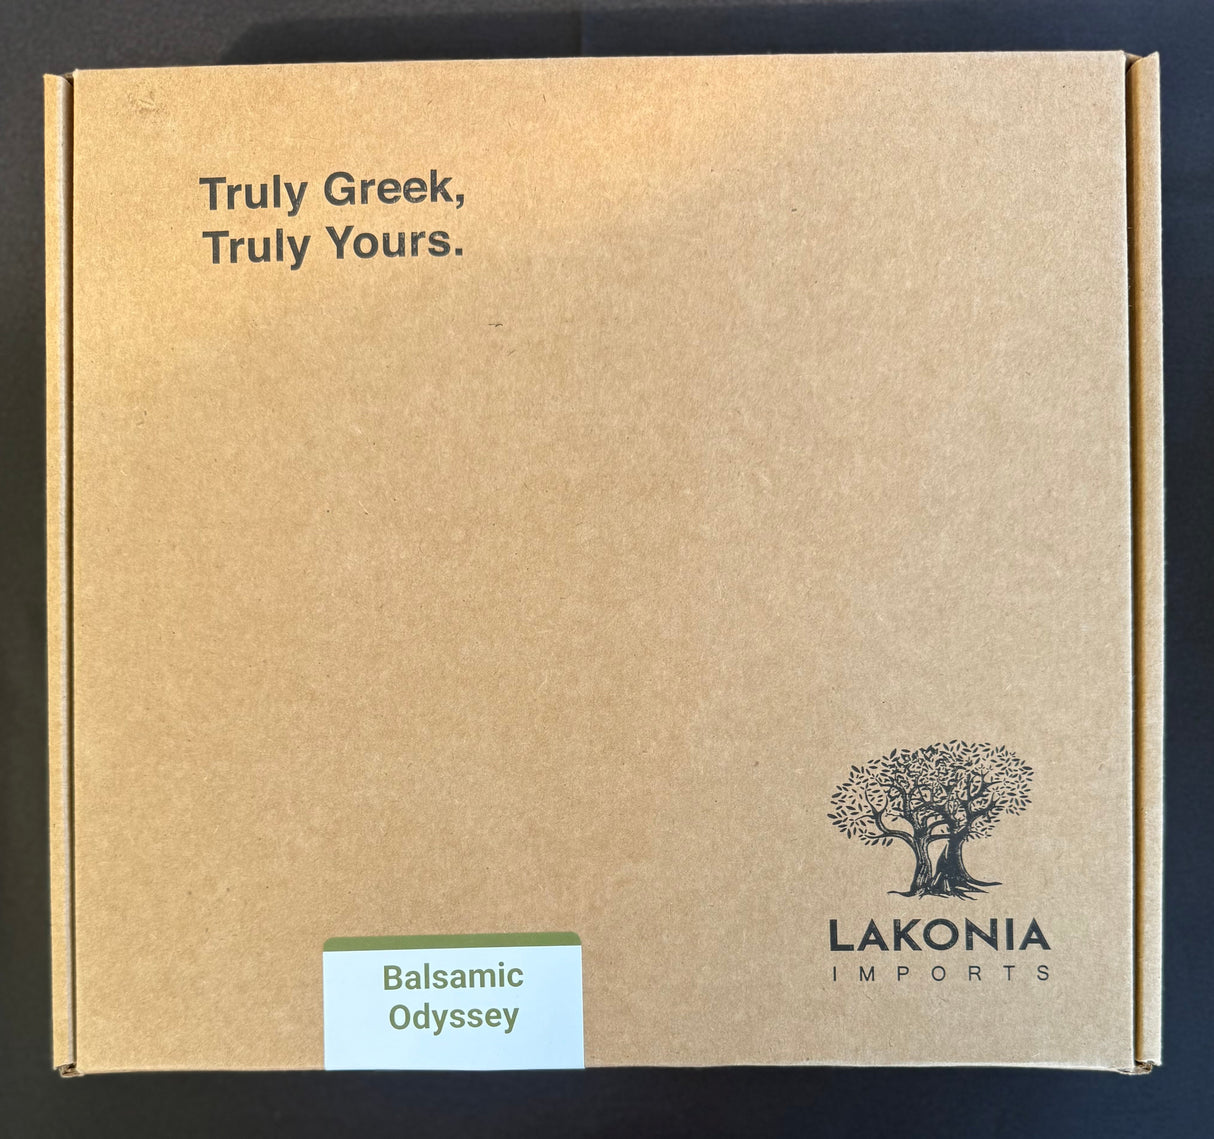 Truly Greek,
Truly Yours.
LAKONIA
IMPORTS
Balsamic
Odyssey